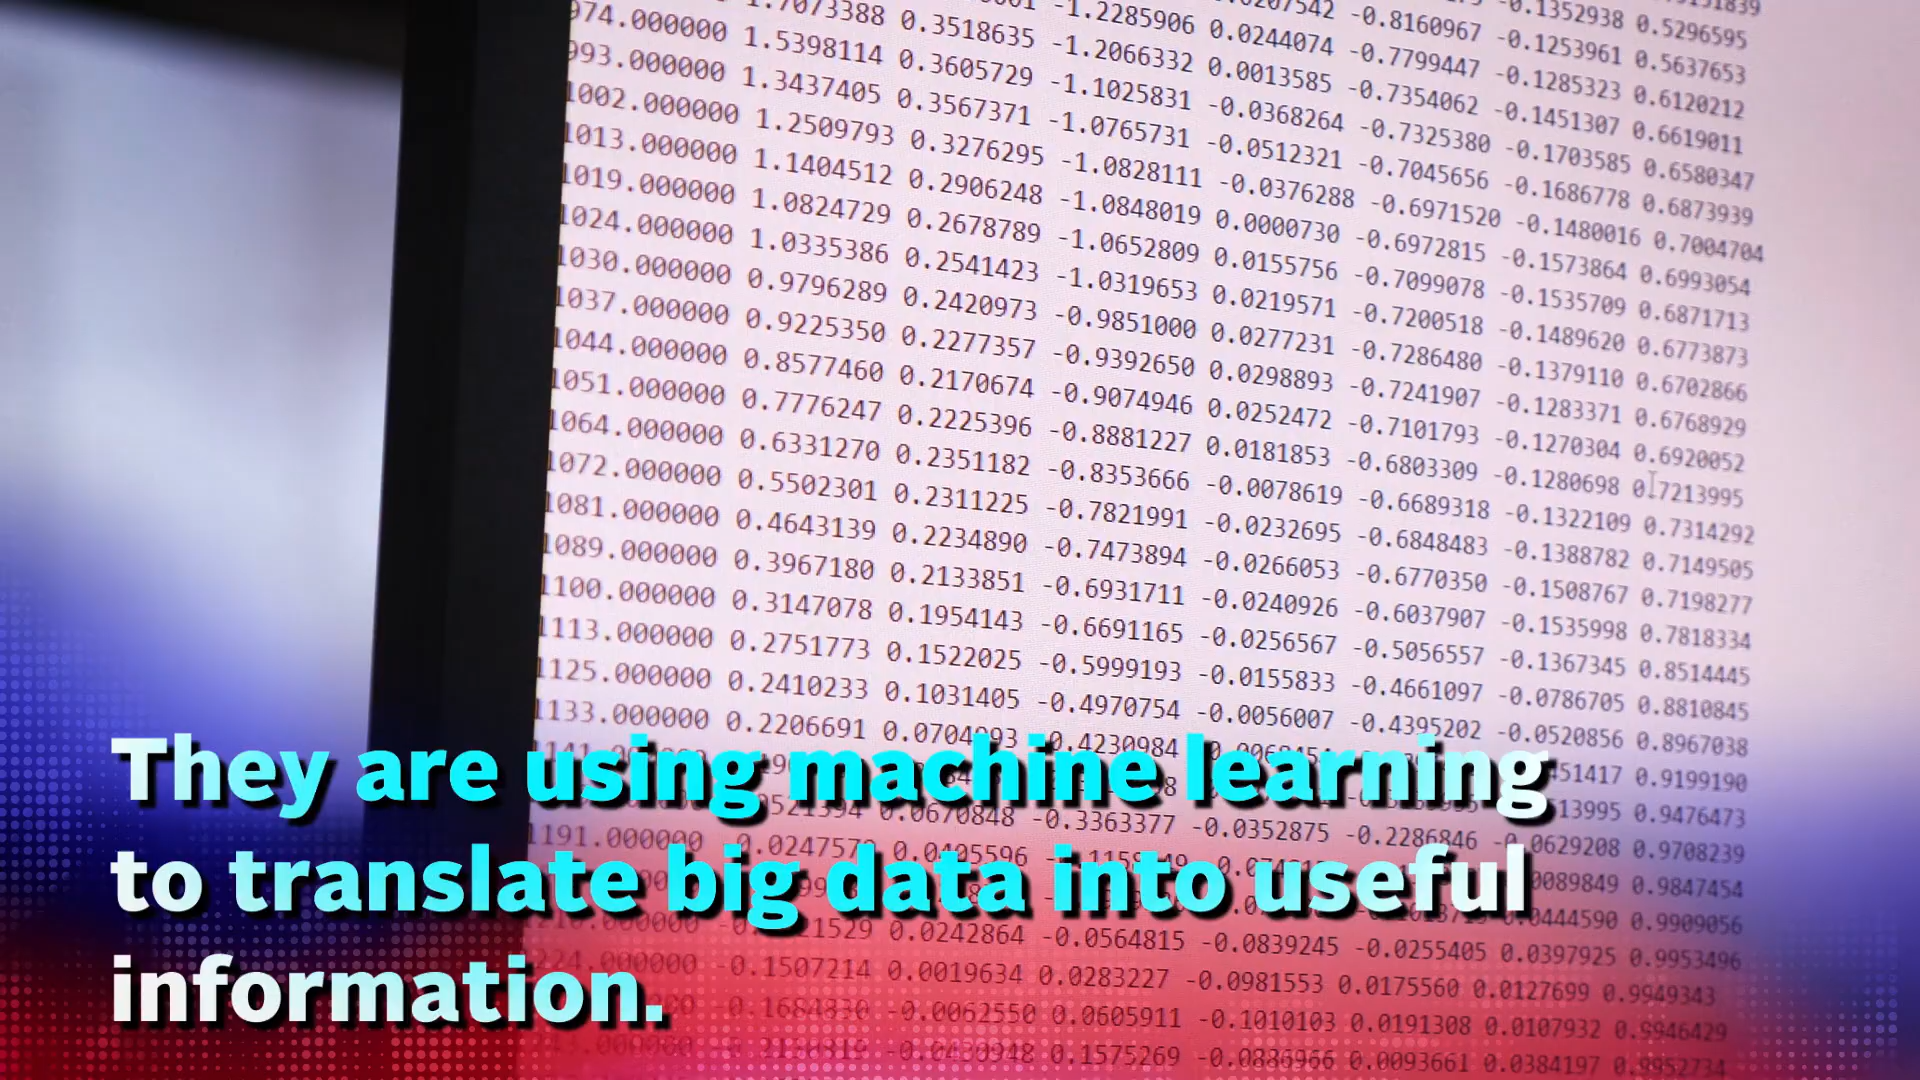 -0.1352938 0.5296595
-0.8160967 -0.1253961 0.5637653
-1.2285906 0.0244074 -0.7799447 -0.1285323 0.6120212
1.7073388 0.3518635 -1.2066332 0.0013585 -0.7354062 -0.1451307 0.6619011
974.000000 1.5398114 0.3605729 -1.1025831 -0.0368264 -0.7325380 -0.1703585 0.6580347
993.000000 1.3437405 0.3567371 -1.0765731 -0.0512321 -0.7045656 -0.1686778 0.6873939
1002.000000 1.2509793 0.3276295 -1.0828111 -0.0376288 -0.6971520 -0.1480016 0.7004704
1013.000000 1.1404512 0.2906248 -1.0848019 0.0000730 -0.6972815 -0.1573864 0.6993054
1019.000000 1.0824729 0.2678789 -1.0652809 0.0155756 -0.7099078 -0.1535709 0.6871713
1024.000000 1.0335386 0.2541423 -1.0319653 0.0219571 -0.7200518 -0.1489620 0.6773873
1030.000000 0.9796289 0.2420973 -0.9851000 0.0277231 -0.7286480 -0.1379110 0.6702866
1037.000000 0.9225350 0.2277357 -0.9392650 0.0298893 -0.7241907 -0.1283371 0.6768929
1044.000000 0.8577460 0.2170674 -0.9074946 0.0252472 -0.7101793 -0.1270304 0.6920052
1051.000000 0.7776247 0.2225396 -0.8881227 0.0181853 -0.6803309 -0.1280698 0.7213995
1064.000000 0.6331270 0.2351182 -0.8353666 -0.0078619 -0.6689318 -0.1322109 0.7314292
1072.000000 0.5502301 0.2311225 -0.7821991 -0.0232695 -0.6848483 -0.1388782 0.7149505
1081.000000 0.4643139 0.2234890 -0.7473894 -0.0266053 -0.6770350 -0.1508767 0.7198277
1089.000000 0.3967180 0.2133851 -0.6931711 -0.0240926 -0.6037907 -0.1535998 0.7818334
1100.000000 0.3147078 0.1954143 -0.6691165 -0.0256567 -0.5056557 -0.1367345 0.8514445
1113.000000 0.2751773 0.1522025 -0.5999193 -0.0155833 -0.4661097 -0.0786705 0.8810845
1125.000000 0.2410233 0.1031405 -0.4970754 -0.0056007 -0.4395202 -0.0520856 0.8967038
1133.000000 0.2206691 -0.4230984 0.9199190
0.9476473
0.0670848 -0.3363377 -0.0352875 -0.2286846 -0.0629208 0.9708239
1191.000000 0.9847454
0.9909056
0.0242864 -0.0564815 -0.0839245 -0.0255405 0.0397925 0.9953496
-0.1507214 0.0019634 0.0283227 -0.0981553 0.0175560 0.0127699 0.9949343
-0.0062550 0.0605911 -0.1010103 0.0191308 0.0107932 0.9946429
0.1575269 -0.0886966 0.0093661 0.0384197 0.9952734
They are using machine learning
to translate big data into useful
information.